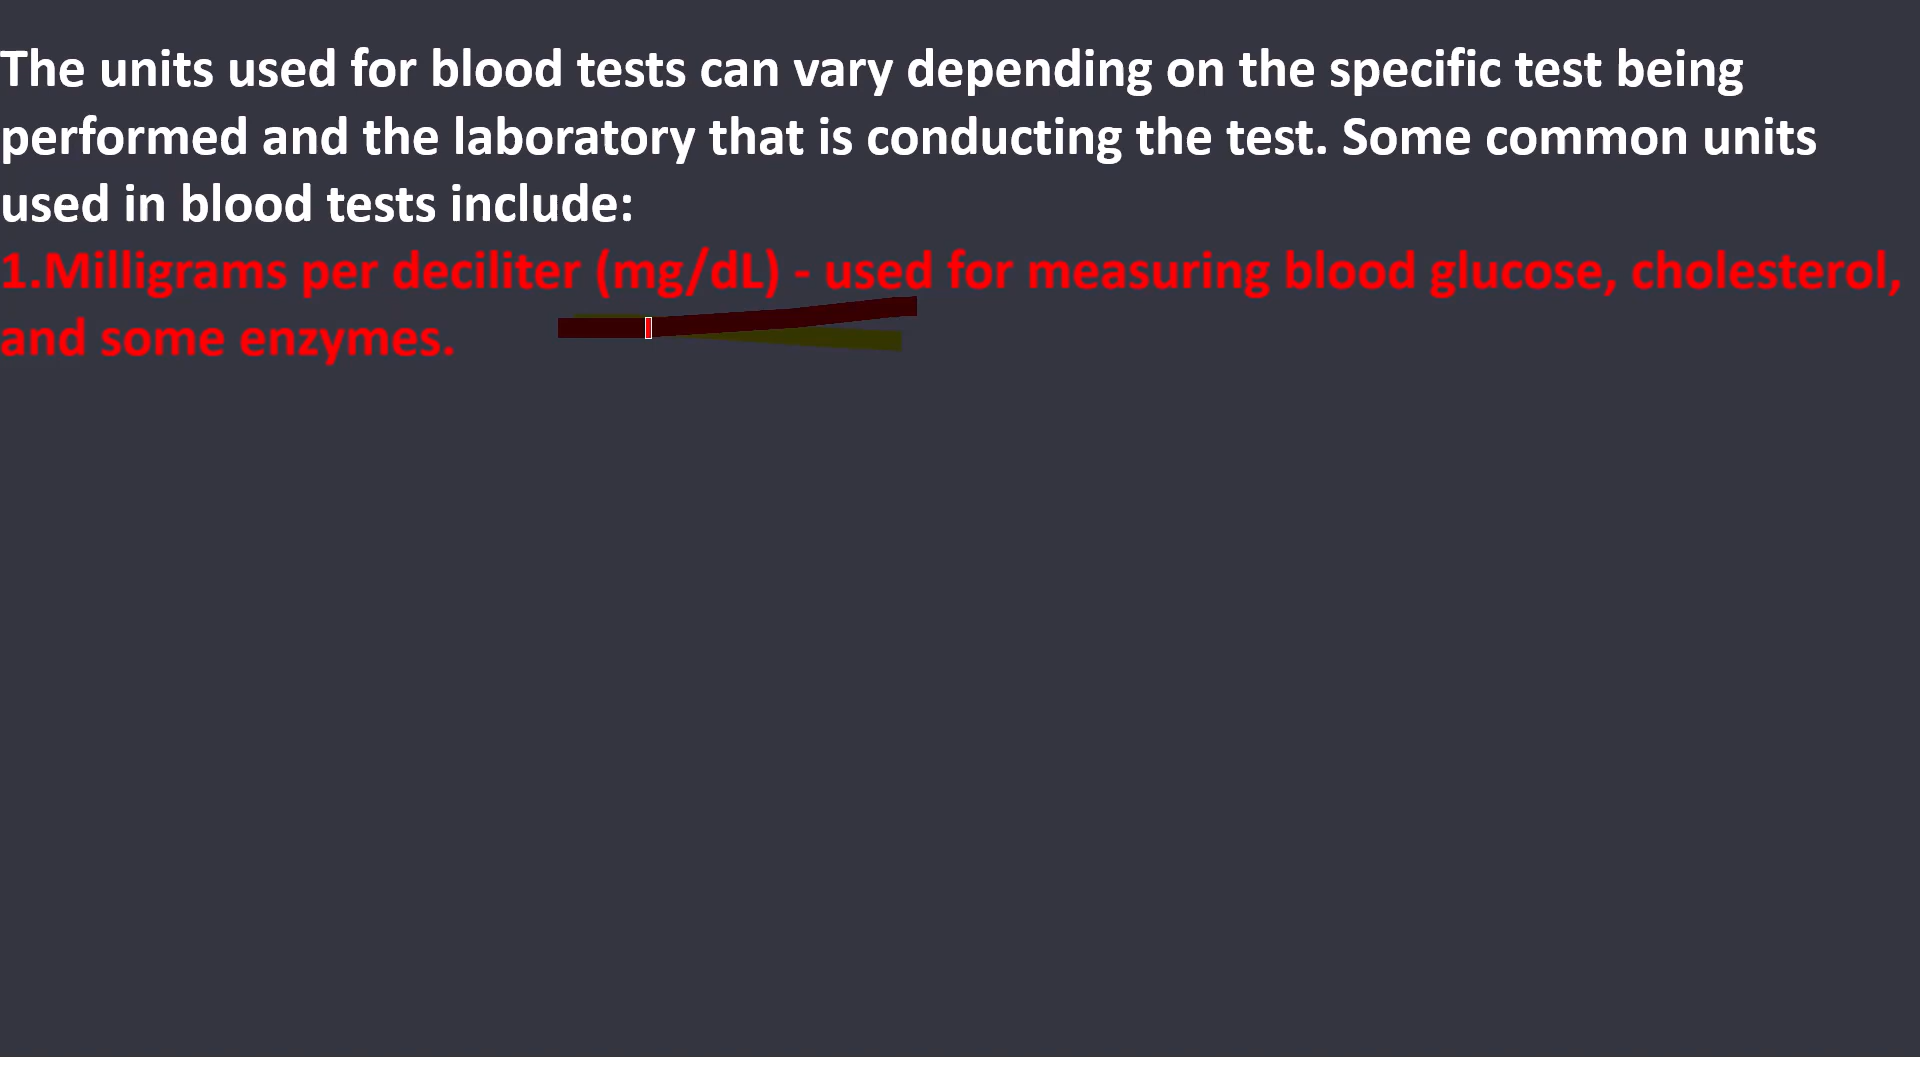 The units used for blood tests can vary depending on the specific test being
performed and the laboratory that is conducting the test. Some common units
used in blood tests include:
1.Milligrams per deciliter (mg/dL) - used for measuring blood glucose, cholesterol,
and some enzymes.